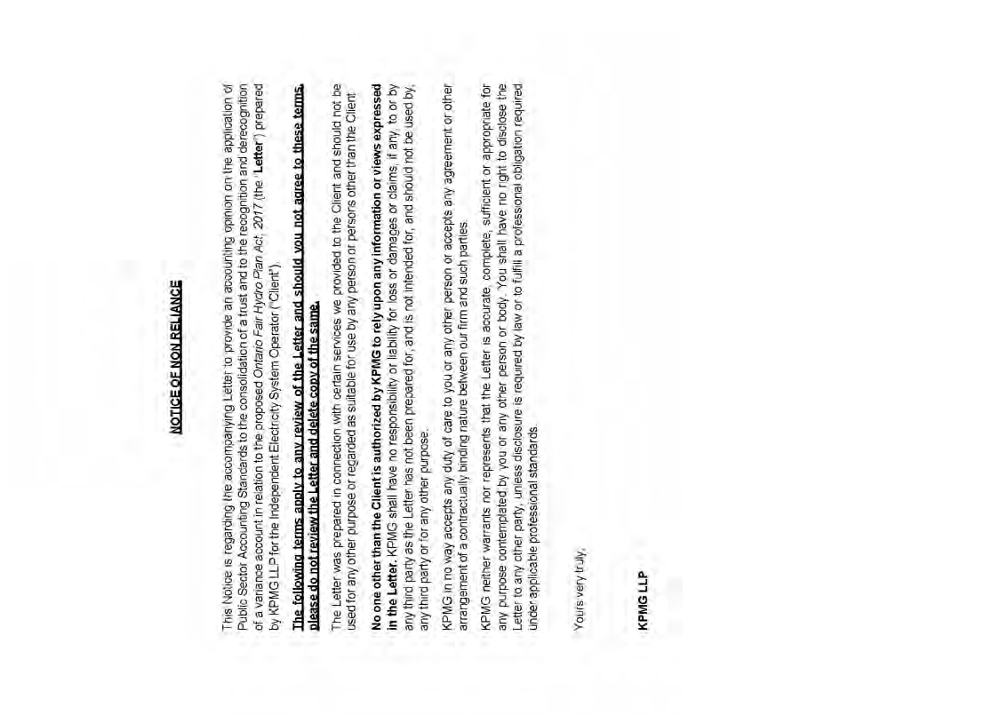 NOTICE OF NON RELIANCE
This Notice is regarding the accompanying Letter to provide an accounting opinion on the application of
Public Sector Accounting Standards to the consolidation of a trust and to the recognition and derecognition
of a variance account in relation to the proposed Ontario Fair Hydro Plan Act, 2017 (the "Letter") prepared
by KPMG LLP for the Independent Electricity System Operator ("Client").
The following terms apply to any review of the Letter and should you not agree to these terms,
please do not review the Letter and delete copy of the same.
The Letter was prepared in connection with certain services we provided to the Client and should not be
used for any other purpose or regarded as suitable for use by any person or persons other than the Client
No one other than the Client is authorized by KPMG to rely upon any information or views expressed
in the Letter. KPMG shall have no responsibility or liability for loss or damages or claims, if any, to or by
any third party as the Letter has not been prepared for, and is not intended for, and should not be used by,
any third party or for any other purpose.
KPMG in no way accepts any duty of care to you or any other person or accepts any agreement or other
arrangement of a contractually binding nature between our firm and such parties.
KPMG neither warrants nor represents that the Letter is accurate, complete, sufficient or appropriate for
any purpose contemplated by you or any other person or body. You shall have no right to disclose the
Letter to any other party, unless disclosure is required by law or to fulfill a professional obligation required
under applicable professional standards.
Yours very truly,
KPMG LLP